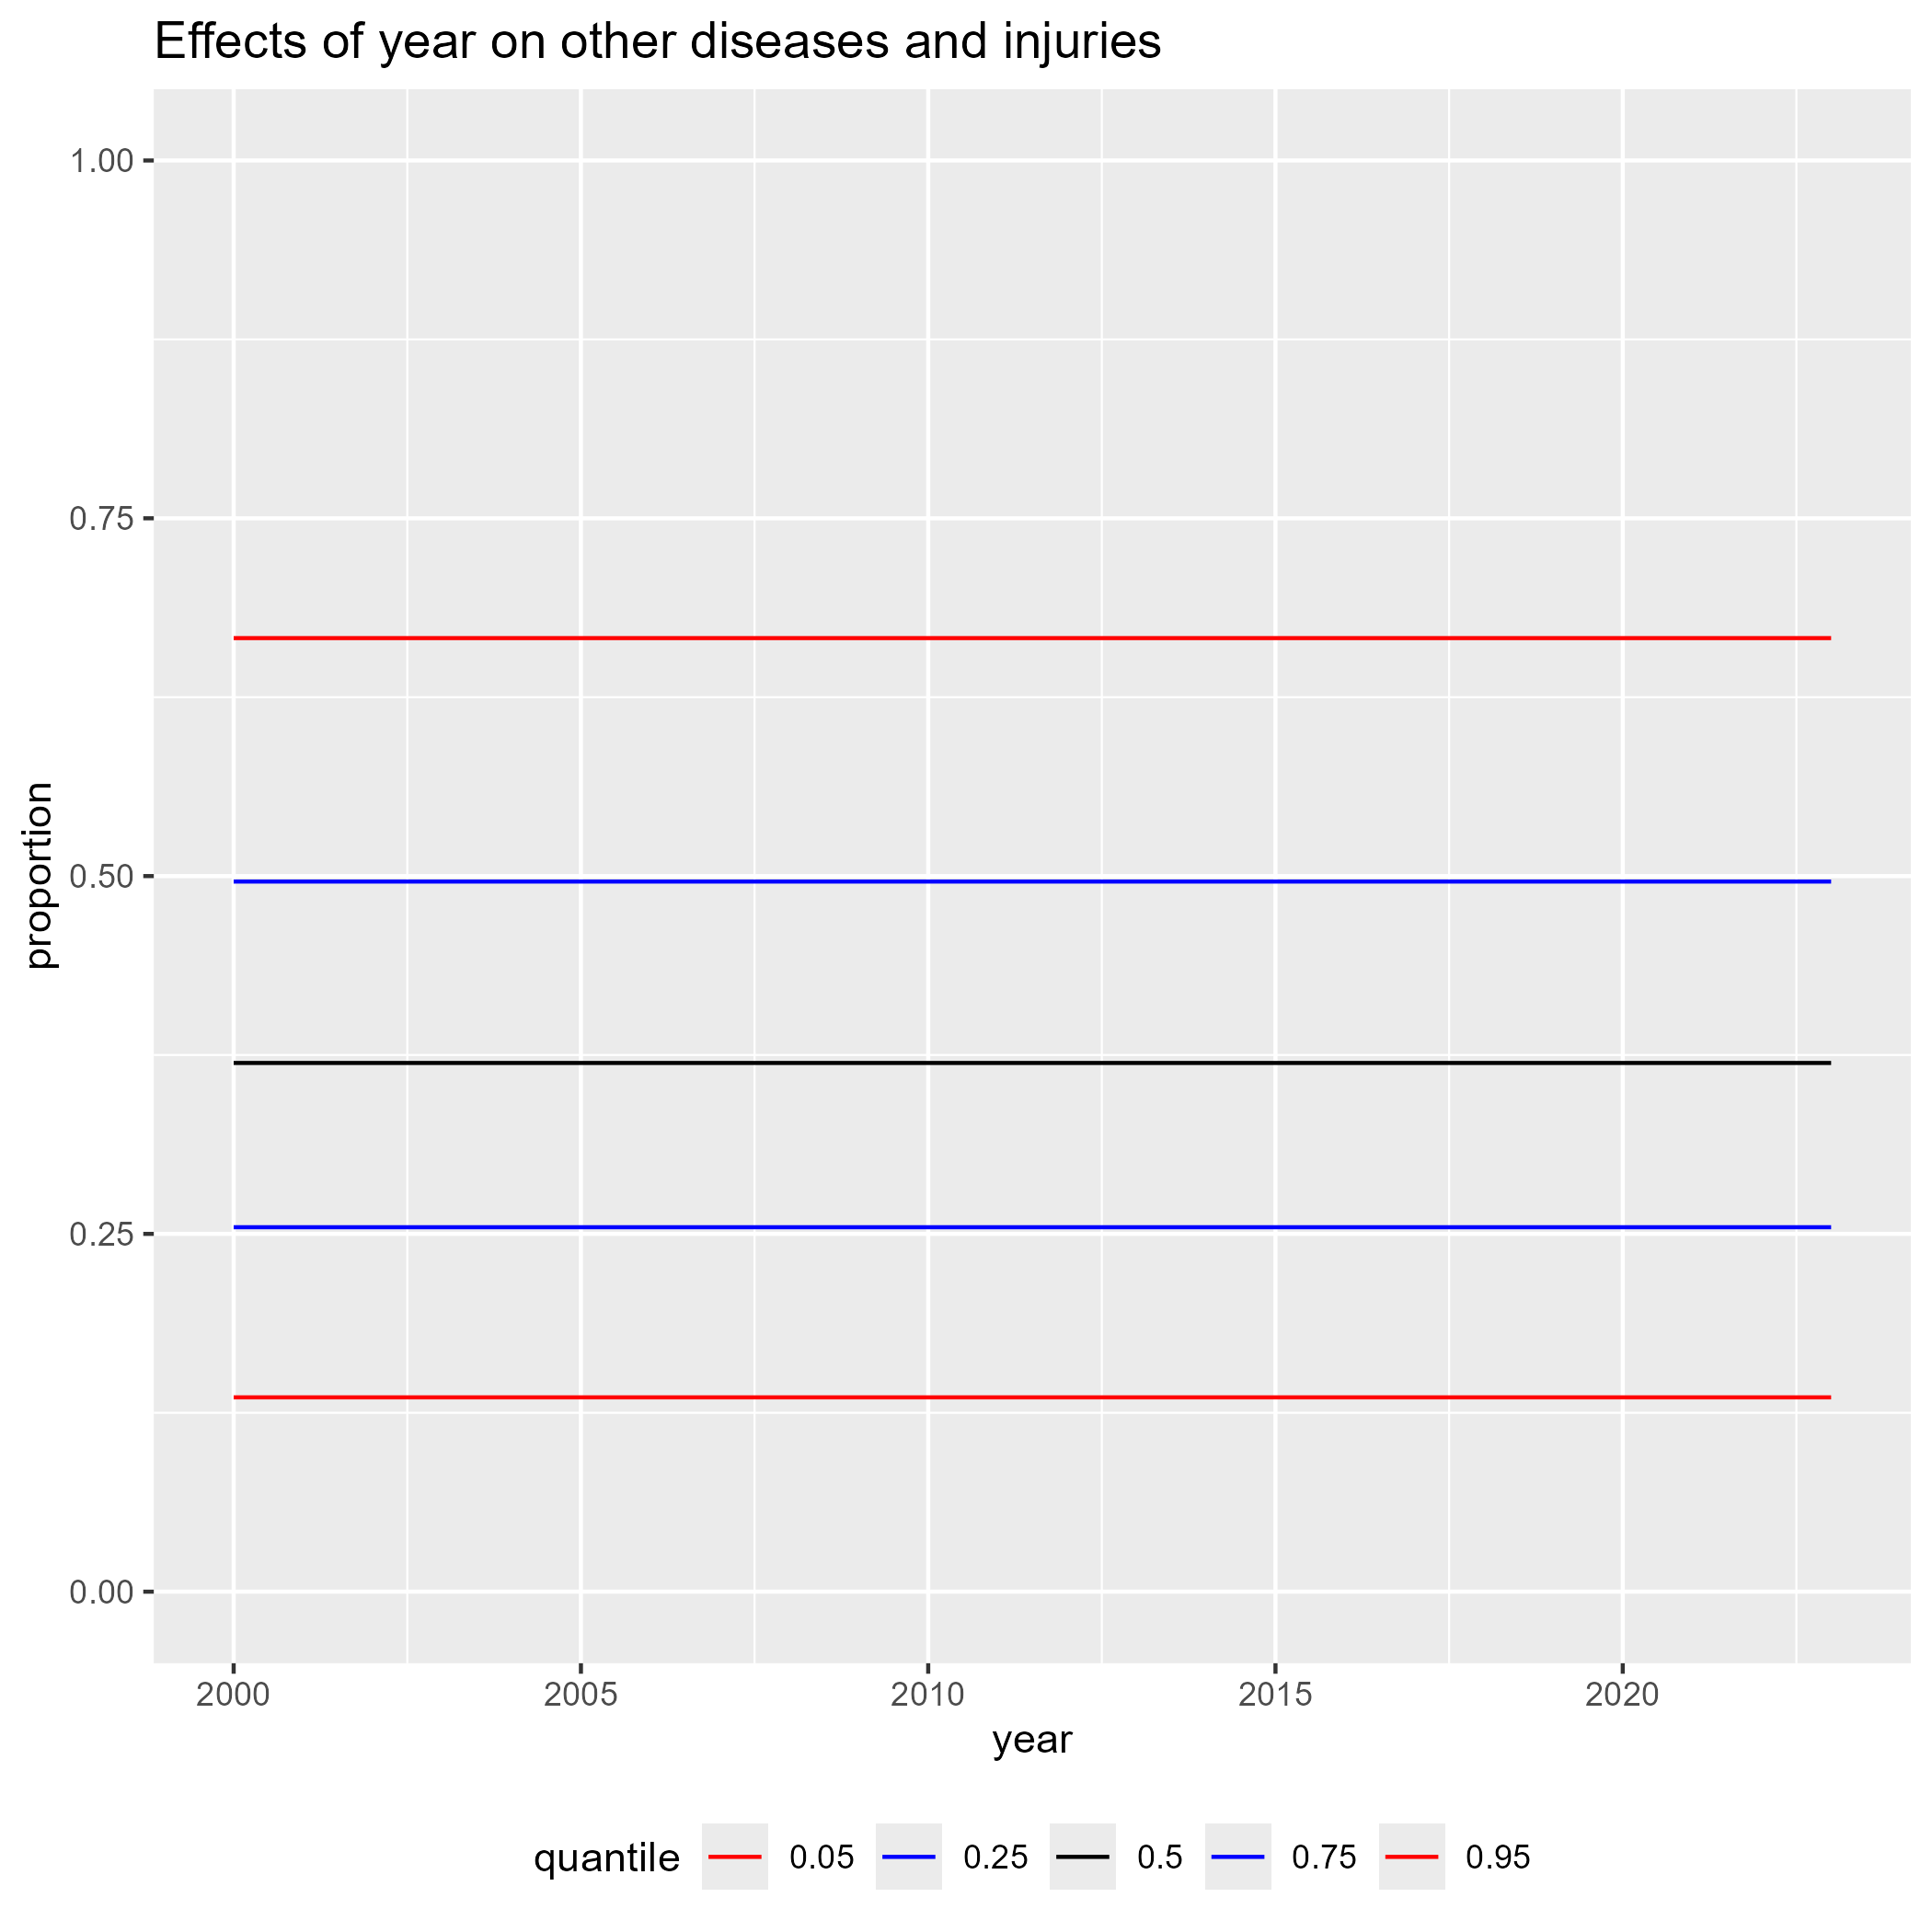 Effects of year on other diseases and injuries
1.00
0.75
0.50
0.25
0.00
proportion
2000 2005 2010 2015 2020
year
quantile 0.05 0.25 0.5 0.75 0.95